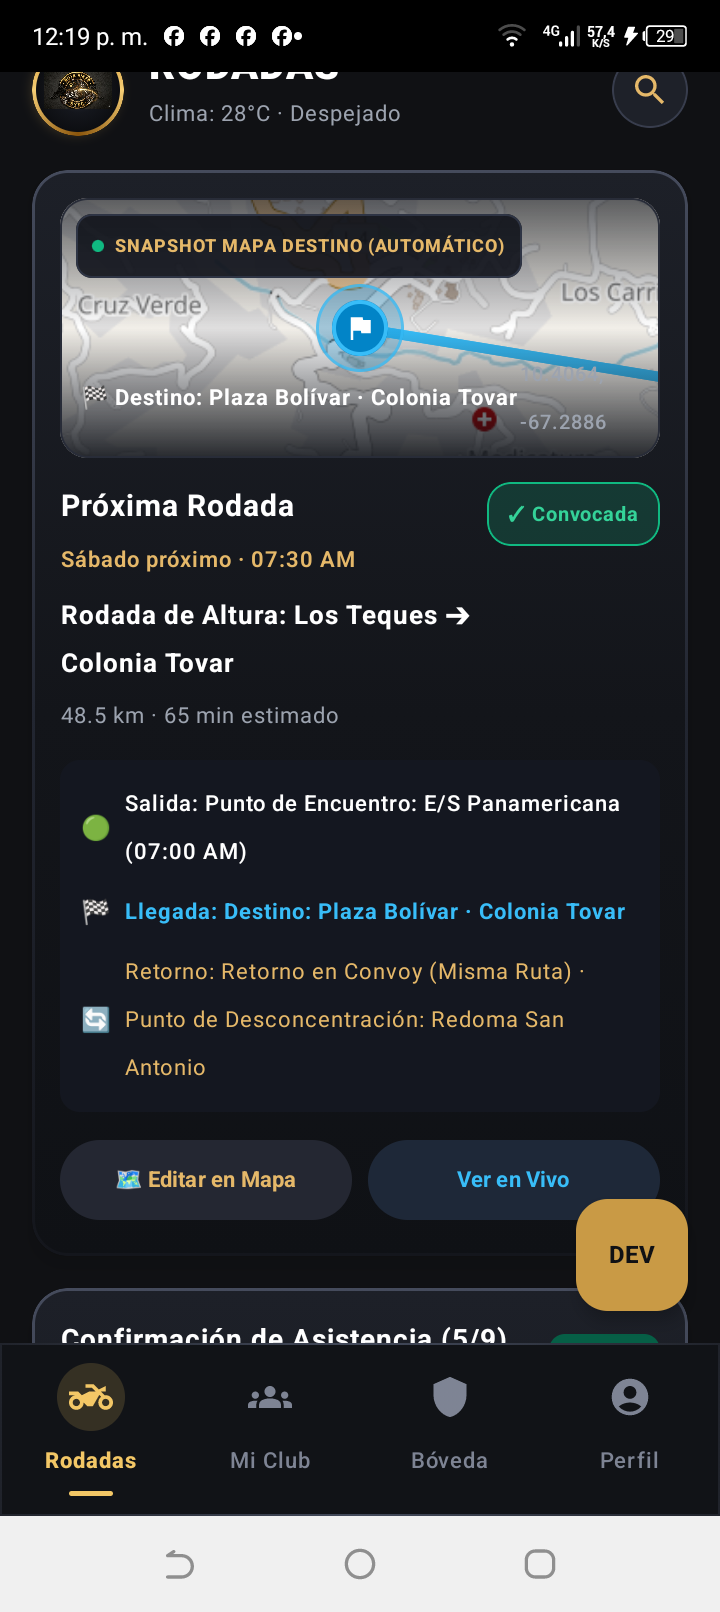 12:19 p. m.
4G
57,4
K/S
29
RODADAS
Clima: 28°C · Despejado
SNAPSHOT MAPA DESTINO (AUTOMÁTICO)
Cruz Verde
Los Carri
🏁 Destino: Plaza Bolívar · Colonia Tovar
-67.2886
Próxima Rodada
✓ Convocada
Sábado próximo · 07:30 AM
Rodada de Altura: Los Teques ➔
Colonia Tovar
48.5 km · 65 min estimado
Salida: Punto de Encuentro: E/S Panamericana
(07:00 AM)
Llegada: Destino: Plaza Bolívar · Colonia Tovar
Retorno: Retorno en Convoy (Misma Ruta) ·
Punto de Desconcentración: Redoma San
Antonio
🗺️ Editar en Mapa
Ver en Vivo
DEV
Confirmación de Asistencia (5/9)
Rodadas
Mi Club
Bóveda
Perfil